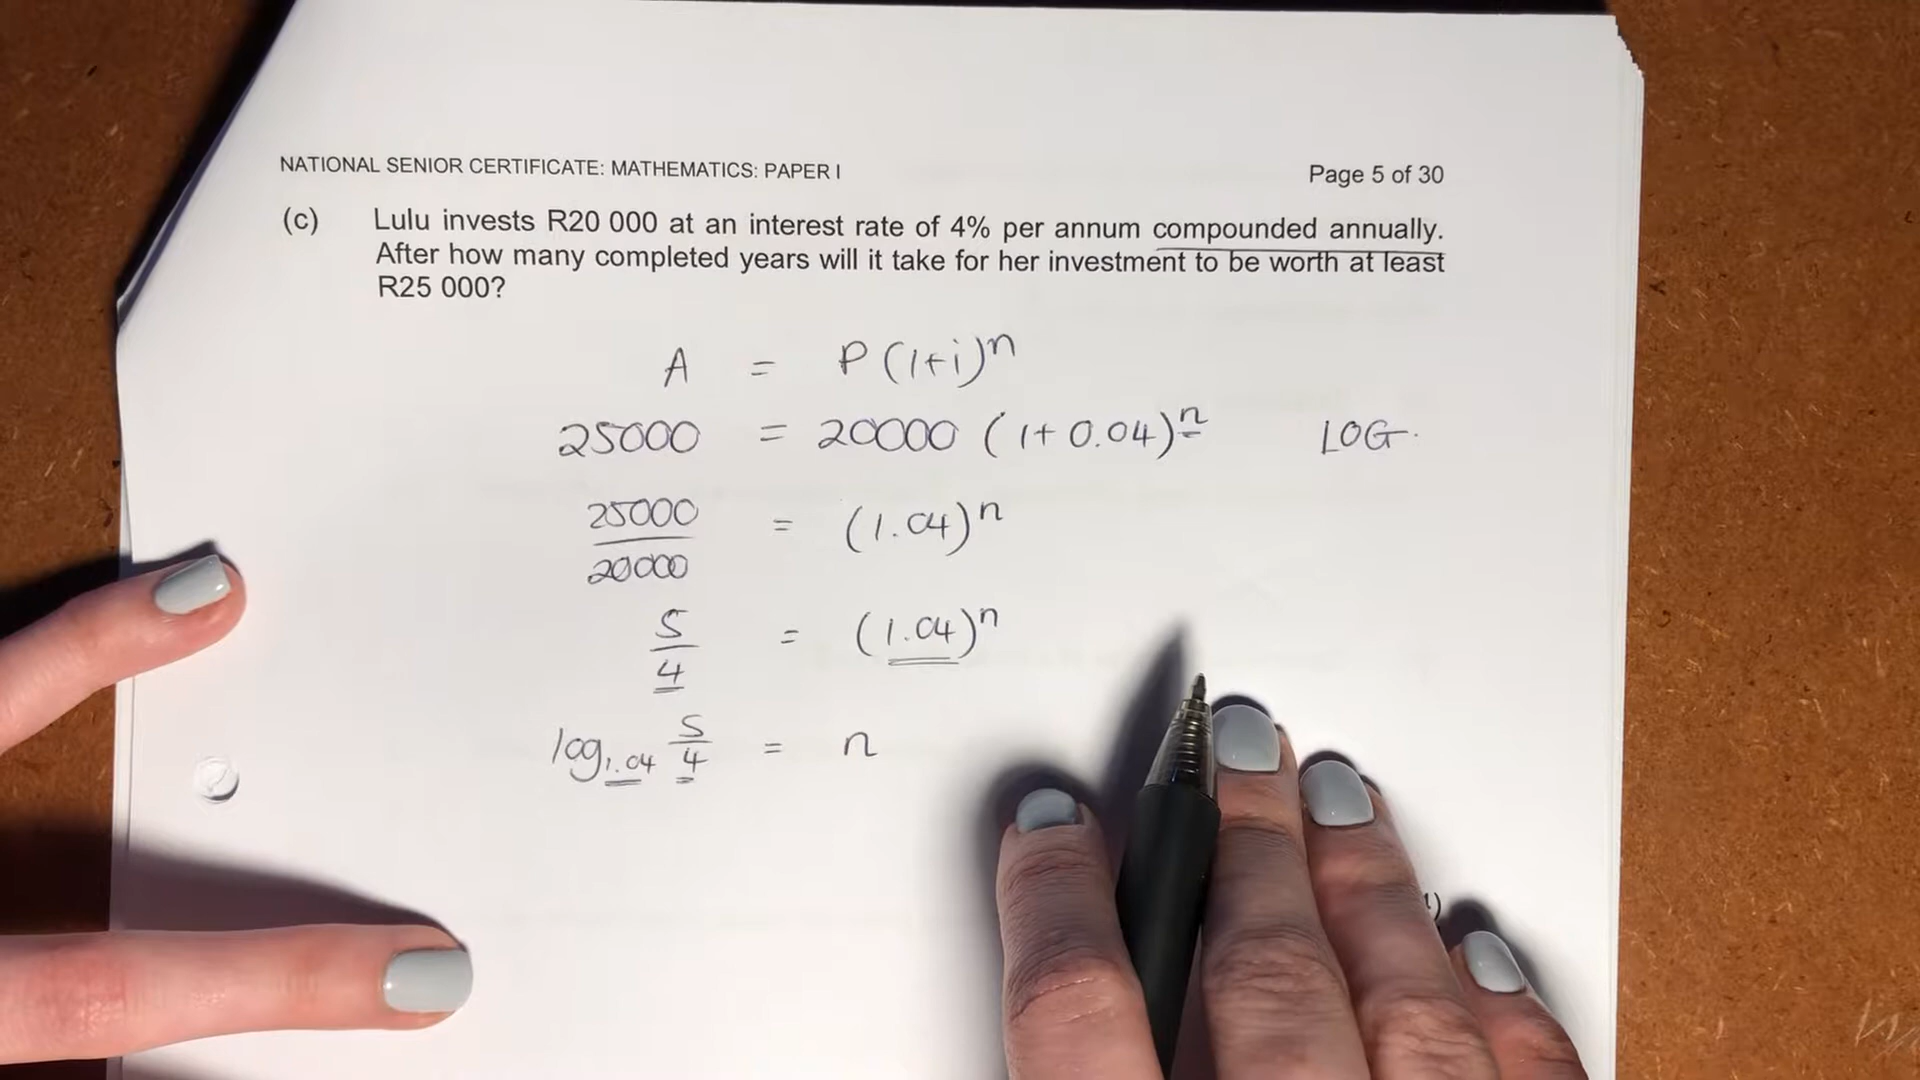 NATIONAL SENIOR CERTIFICATE: MATHEMATICS: PAPER I Page 5 of 30
(c) Lulu invests R20 000 at an interest rate of 4% per annum compounded annually.
After how many completed years will it take for her investment to be worth at least
R25 000?
A = P(1+i)^n
25000 = 20000 (1+0.04)^n LOG.
25000/20000 = (1.04)^n
5/4 = (1.04)^n
log_1.04 5/4 = n